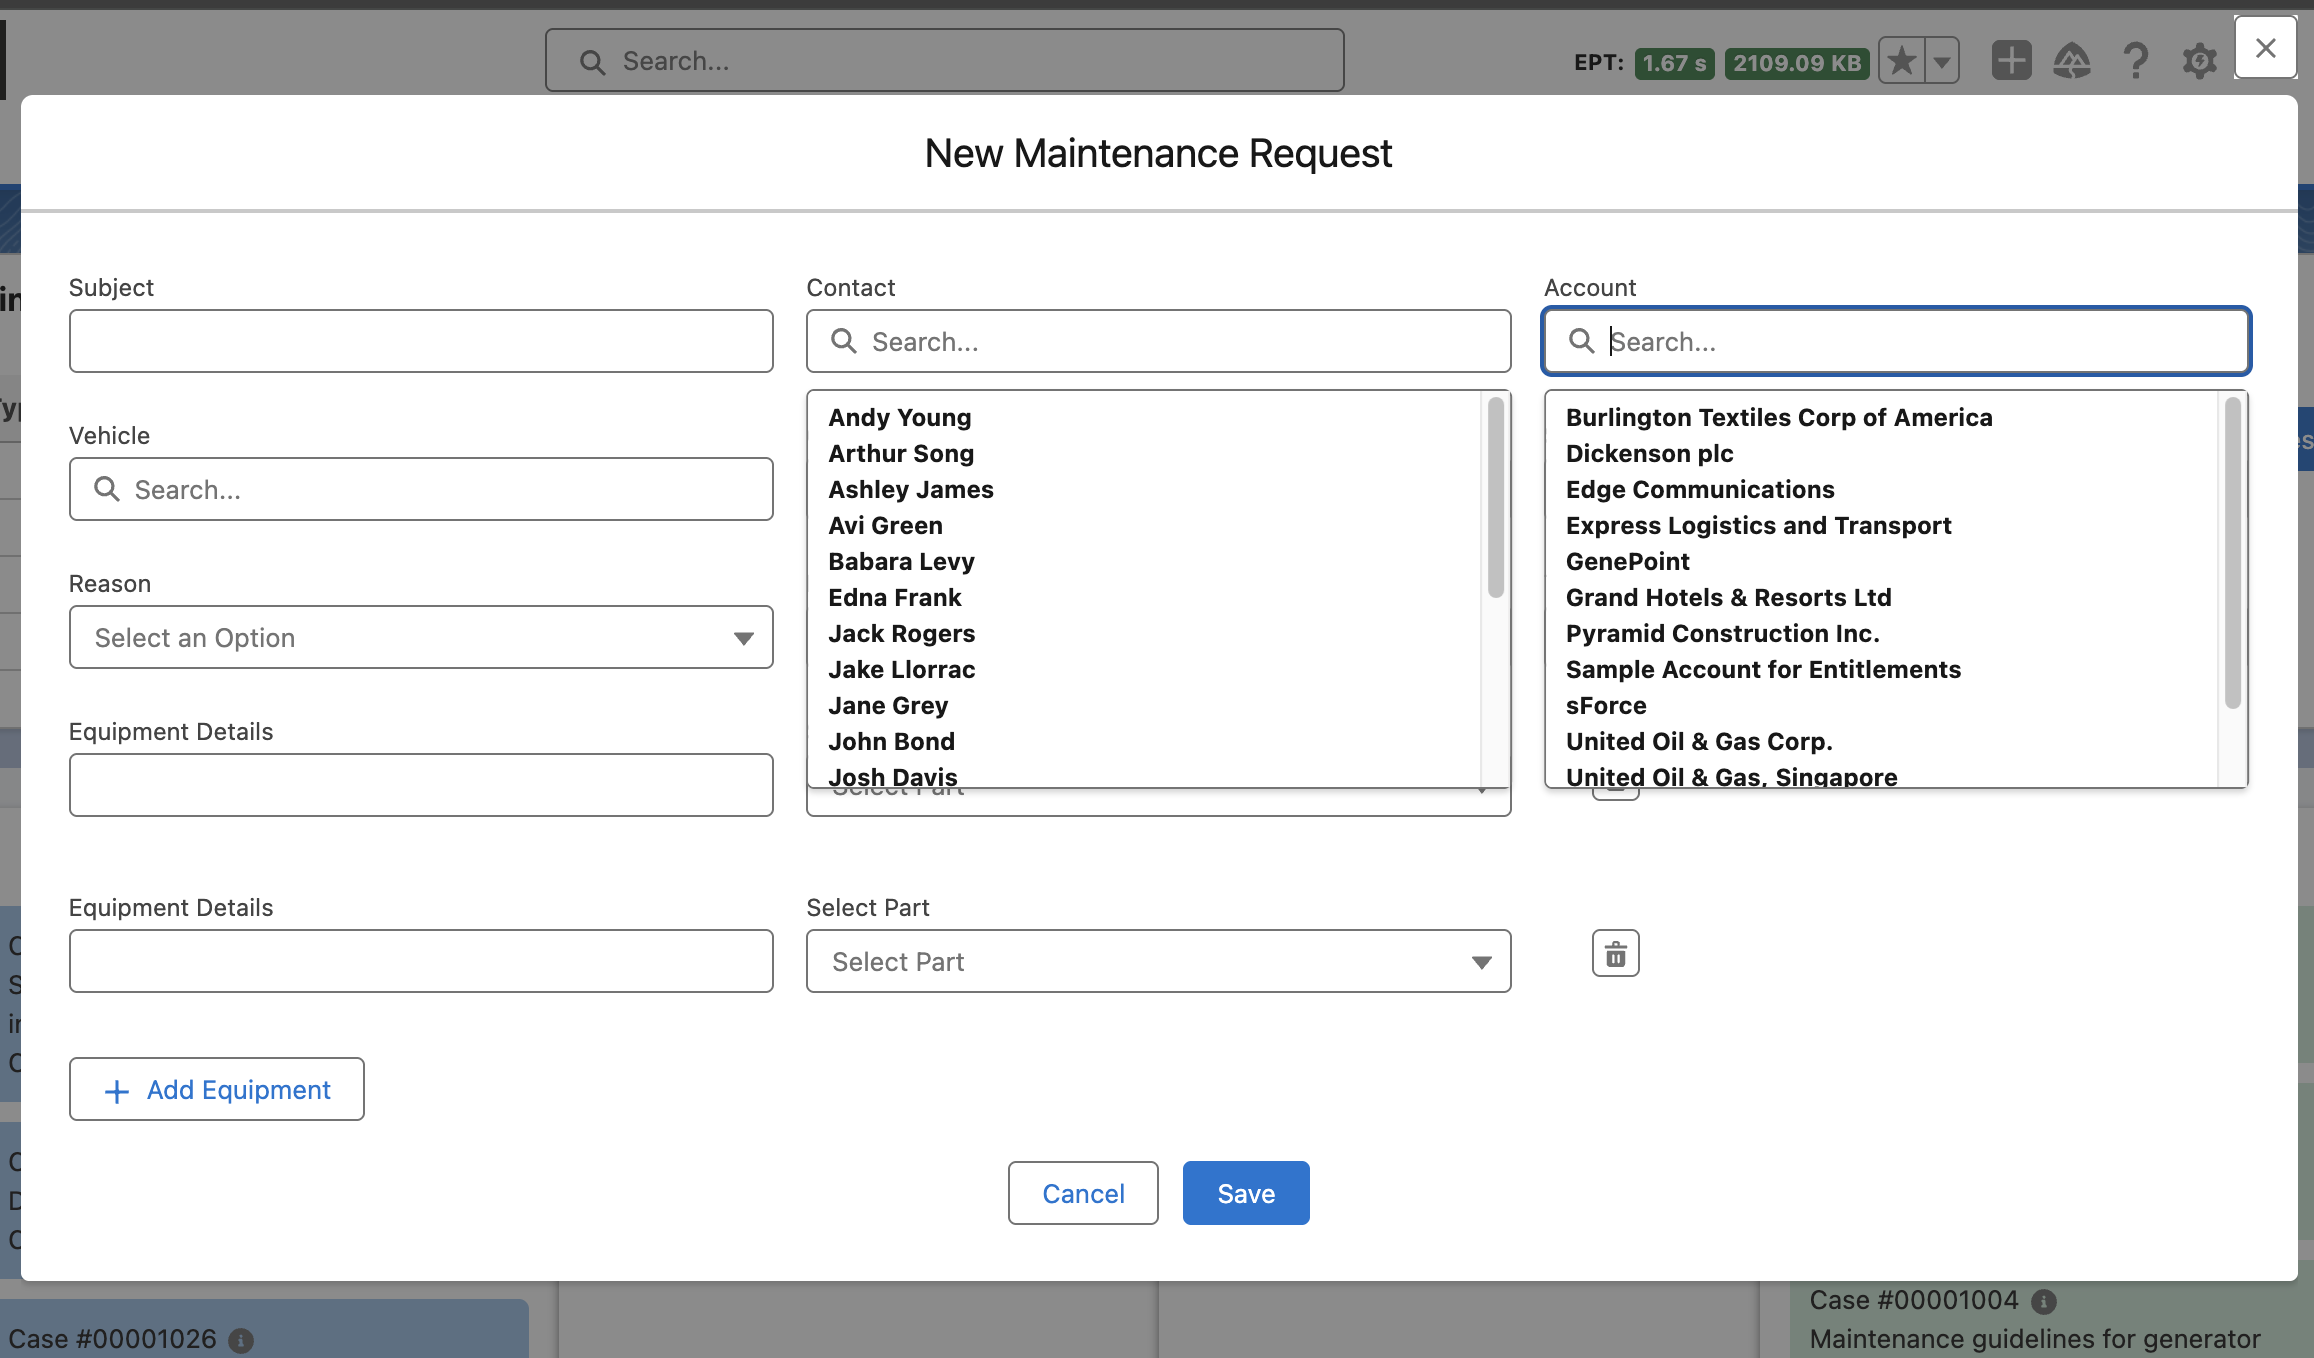 Search...
EPT: 1.67 s 2109.09 KB
New Maintenance Request
Subject
Contact
Search...
Account
Search...
Vehicle
Search...
Reason
Select an Option
Equipment Details
Andy Young
Arthur Song
Ashley James
Avi Green
Babara Levy
Edna Frank
Jack Rogers
Jake Llorrac
Jane Grey
John Bond
Josh Davis
Select Part
Burlington Textiles Corp of America
Dickenson plc
Edge Communications
Express Logistics and Transport
GenePoint
Grand Hotels & Resorts Ltd
Pyramid Construction Inc.
Sample Account for Entitlements
sForce
United Oil & Gas Corp.
United Oil & Gas, Singapore
Equipment Details
Select Part
Select Part
Add Equipment
Cancel
Save
Case #00001026
Case #00001004
Maintenance guidelines for generator